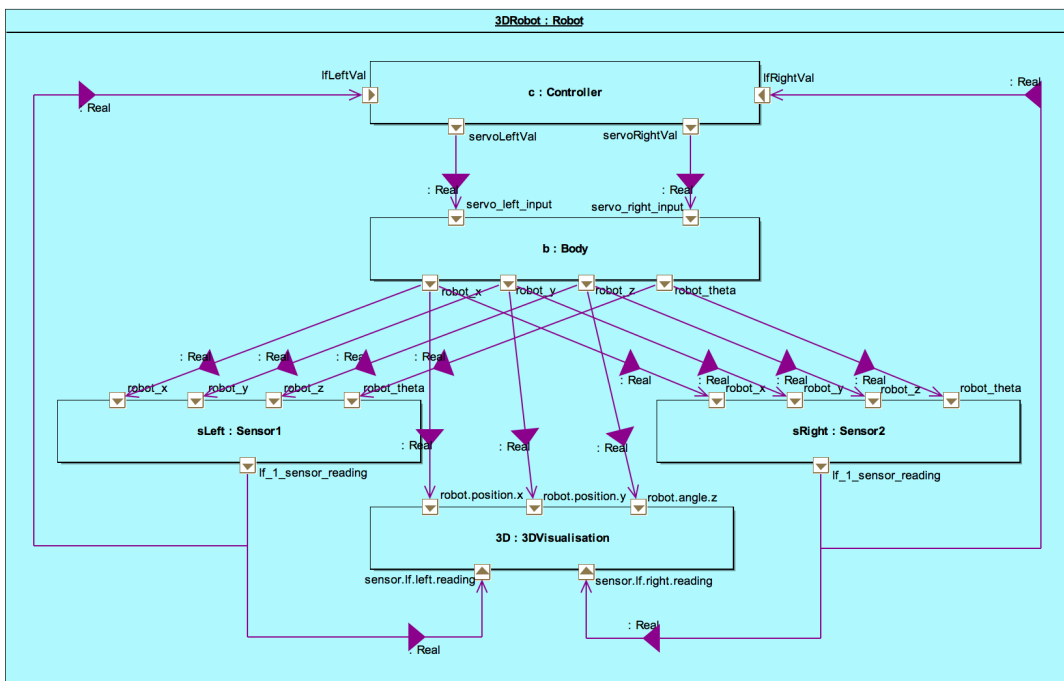 3DRobot : Robot
lfLeftVal
lfRightVal
: Real
: Real
c : Controller
servoLeftVal
servoRightVal
: Real
: Real
servo_left_input
servo_right_input
b : Body
robot_x
robot_y
robot_z
robot_theta
: Real
: Real
: Real
: Real
: Real
: Real
: Real
: Real
robot_x
robot_y
robot_z
robot_theta
robot_x
robot_y
robot_z
robot_theta
sLeft : Sensor1
sRight : Sensor2
: Real
: Real
: Real
lf_1_sensor_reading
lf_1_sensor_reading
robot.position.x
robot.position.y
robot.angle.z
3D : 3DVisualisation
sensor.lf.left.reading
sensor.lf.right.reading
: Real
: Real